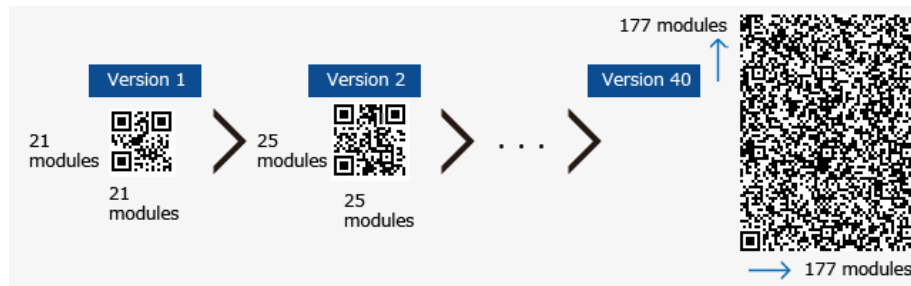 177 modules
Version 1
Version 2
Version 40
21
modules
25
modules
. . .
21
modules
25
modules
177 modules